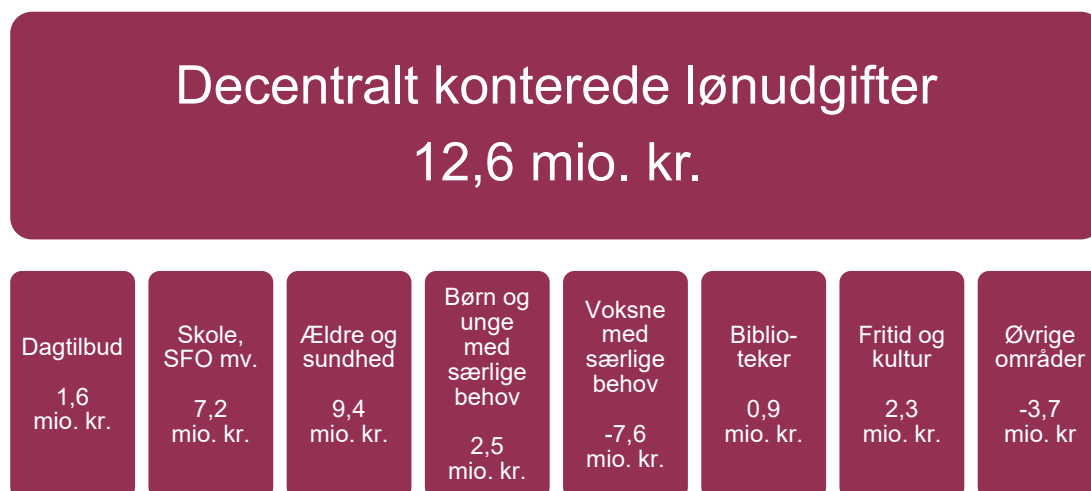 Decentralt konterede lønudgifter
12,6 mio. kr.
Dagtilbud
1,6
mio. kr.
Skole,
SFO mv.
7,2
mio. kr.
Ældre og
sundhed
9,4
mio. kr.
Børn og
unge
med
særlige
behov
2,5
mio. kr.
Voksne
med
særlige
behov
-7,6
mio. kr.
Biblio-
teker
0,9
mio. kr.
Fritid og
kultur
2,3
mio. kr.
Øvrige
områder
-3,7
mio. kr